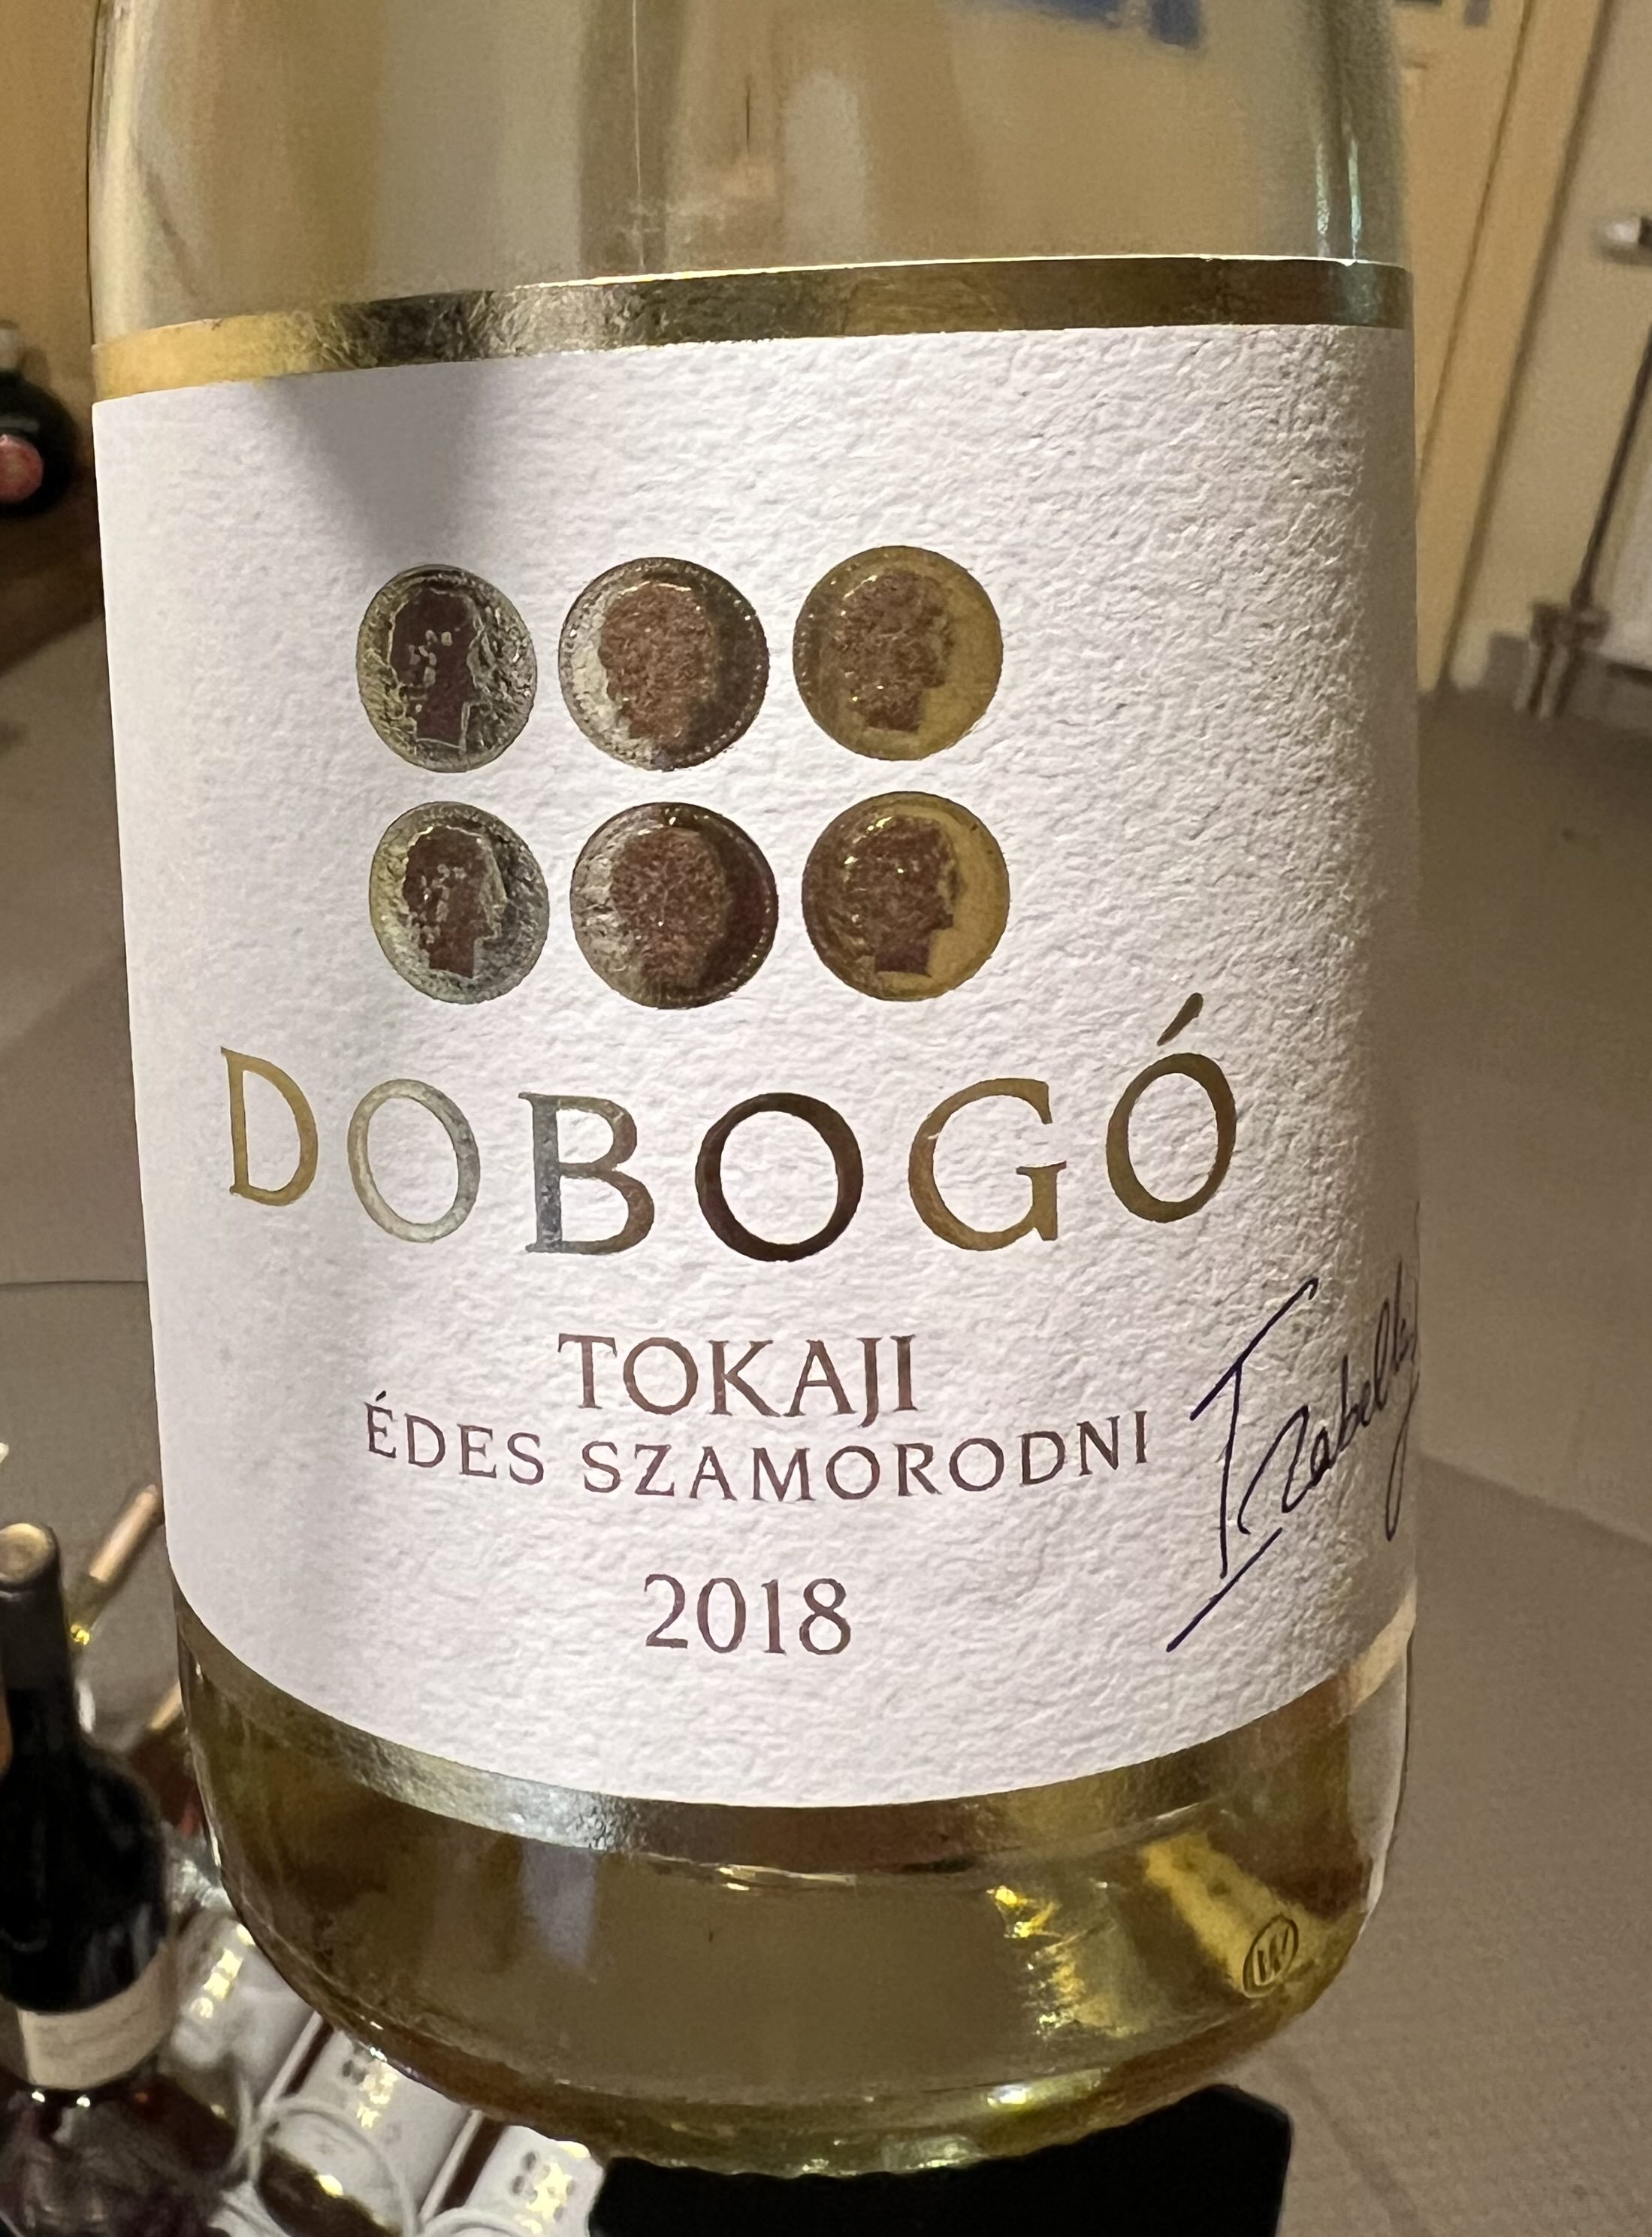 DOBOGÓ
TOKAJI
ÉDES SZAMORODNI
2018